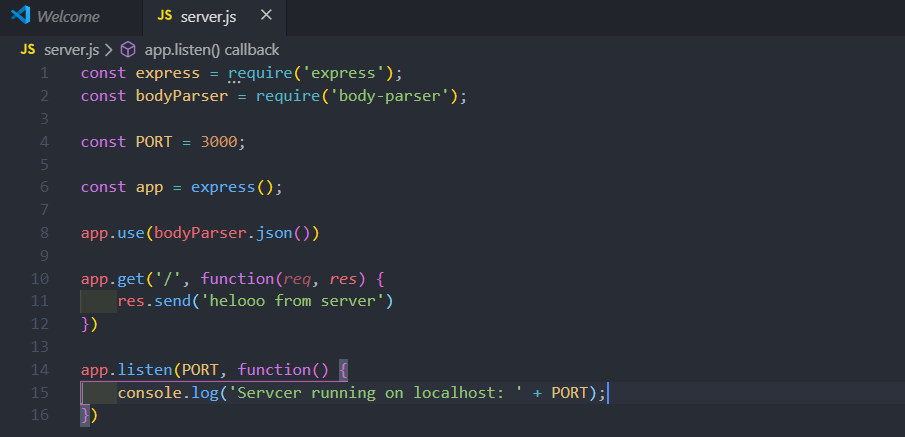 Welcome
JS server.js ×
JS server.js > app.listen() callback
1 const express = require('express');
2 const bodyParser = require('body-parser');
3
4 const PORT = 3000;
5
6 const app = express();
7
8 app.use(bodyParser.json())
9
10 app.get('/', function(req, res) {
11 res.send('helooo from server')
12 })
13
14 app.listen(PORT, function() {
15 console.log('Servcer running on localhost: ' + PORT);
16 })